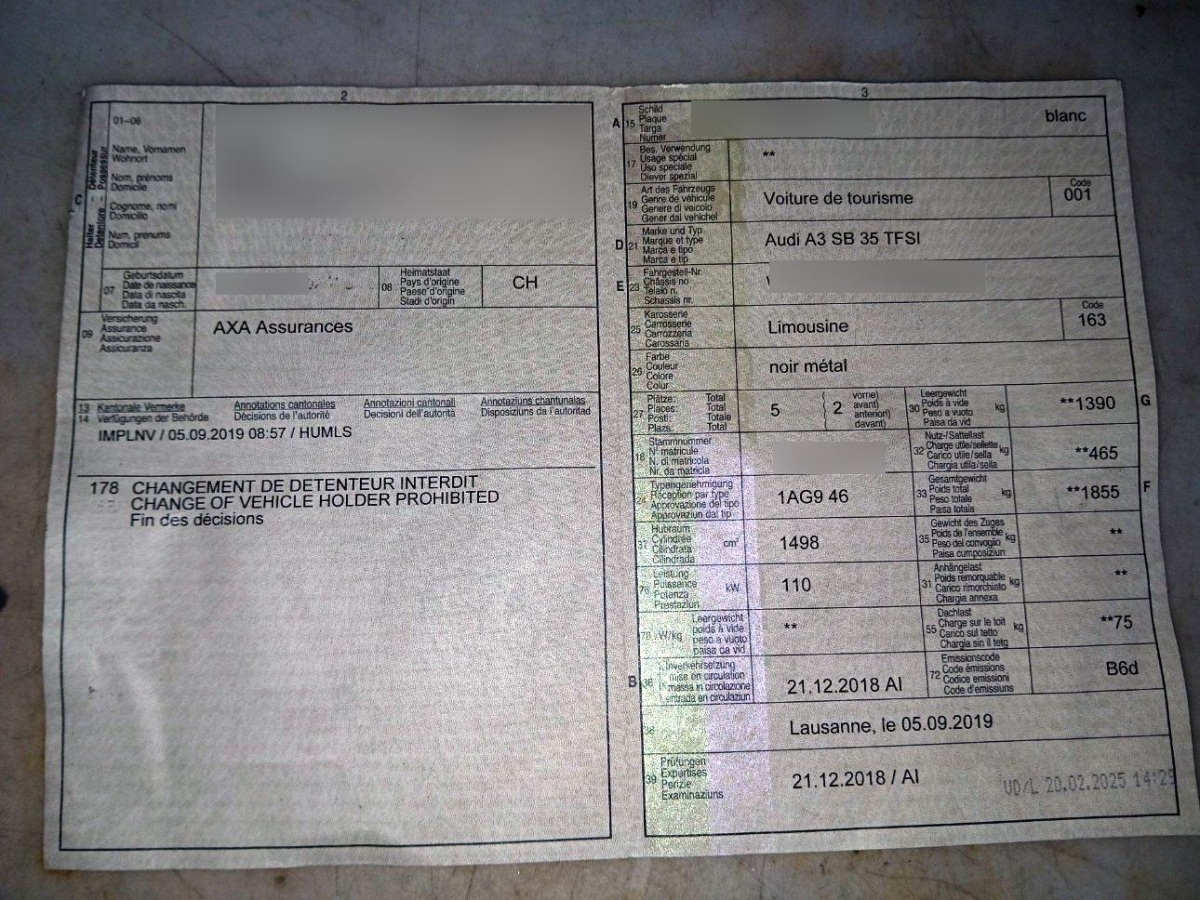 2
01–06
Halter Detenteur
Detentore Possessur
C
Name, Vornamen
Wohnort
Nom, prénoms
Domicile
Cognome, nomi
Domicilio
Num, prenums
Domicil
07
Geburtsdatum
Date de naissance
Data di nascita
Data da nasch.
08
Heimatstaat
Pays d'origine
Paese d'origine
Stadi d'origin
CH
09
Versicherung
Assurance
Assicurazione
Assicuranza
AXA Assurances
13 Kantonale Vermerke
14 Verfügungen der Behörde
Annotations cantonales
Décisions de l'autorité
Annotazioni cantonali
Decisioni dell'autorità
Annotaziuns chantunalas
Disposiziuns da l'autoritad
IMPLNV / 05.09.2019 08:57 / HUMLS
178 CHANGEMENT DE DETENTEUR INTERDIT
CHANGE OF VEHICLE HOLDER PROHIBITED
Fin des décisions
3
A 15
Schild
Plaque
Targa
Numer
blanc
17
Bes. Verwendung
Usage spécial
Uso speciale
Diever spezial
**
19
Art des Fahrzeugs
Genre de véhicule
Genere di veicolo
Gener dal vehichel
Voiture de tourisme
Code
001
D 21
Marke und Typ
Marque et type
Marca e tipo
Marca e tip
Audi A3 SB 35 TFSI
E 23
Fahrgestell-Nr.
Châssis no
Telaio n.
Schassis nr.
25
Karosserie
Carrosserie
Carrozzeria
Carossaria
Limousine
Code
163
26
Farbe
Couleur
Colore
Colur
noir métal
27
Plätze: Total
Places: Total
Posti: Totale
Plazs: Total
5
2
vorne)
avant)
anteriori)
davant)
30
Leergewicht
Poids à vide
Peso a vuoto
Paisa da vid
kg
**1390
G
18
Stammnummer
N° matricule
N. di matricola
Nr. da matricla
32
Nutz-/Sattellast
Charge utile/sellette
Carico utile/sella
Chargia utila/sella
kg
**465
24
Typengenehmigung
Réception par type
Approvazione del tipo
Approvaziun dal tip
1AG9 46
33
Gesamtgewicht
Poids total
Peso totale
Paisa totala
kg
**1855
F
37
Hubraum
Cylindrée
Cilindrata
Cilindrada
cm³
1498
35
Gewicht des Zuges
Poids de l'ensemble
Peso del convoglio
Paisa cumposiziun
kg
**
76
Leistung
Puissance
Potenza
Prestaziun
kW
110
31
Anhängelast
Poids remorquable
Carico rimorchiato
Chargia annexa
kg
**
78 kW/kg
Leergewicht
poids à vide
peso a vuoto
paisa da vid
**
55
Dachlast
Charge sur le toit
Carico sul tetto
Chargia sin il tetg
kg
**75
B 36
Inverkehrsetzung
mise en circulation
messa in circolazione
entrada en circulaziun
21.12.2018 AI
72
Emissionscode
Code émissions
Codice emissioni
Code d'emissiuns
B6d
38
Lausanne, le 05.09.2019
39
Prüfungen
Expertises
Perizie
Examinaziuns
21.12.2018 / AI
VD/L 20.02.2025 14:29